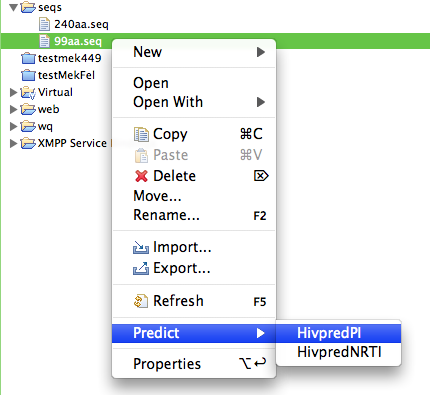 seqs
240aa.seq
99aa.seq
testmek449
testMekFel
Virtual
web
wq
XMPP Service
New
Open
Open With
Copy ⌘C
Paste ⌘V
Delete ⌦
Move...
Rename... F2
Import...
Export...
Refresh F5
Predict
Properties ⌥↩
HivpredPI
HivpredNRTI